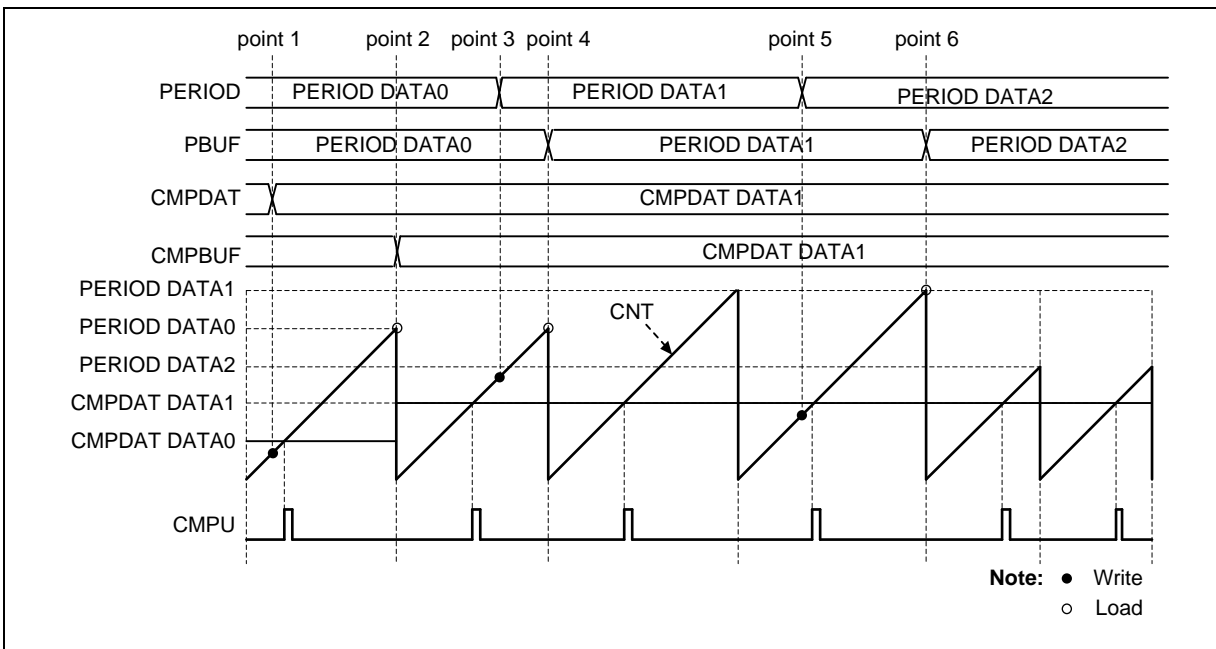 point 1 point 2 point 3 point 4 point 5 point 6
PERIOD PERIOD DATA0 PERIOD DATA1 PERIOD DATA2
PBUF PERIOD DATA0 PERIOD DATA1 PERIOD DATA2
CMPDAT CMPDAT DATA1
CMPBUF CMPDAT DATA1
PERIOD DATA1
PERIOD DATA0
CNT
PERIOD DATA2
CMPDAT DATA1
CMPDAT DATA0
CMPU
Note: Write
Load